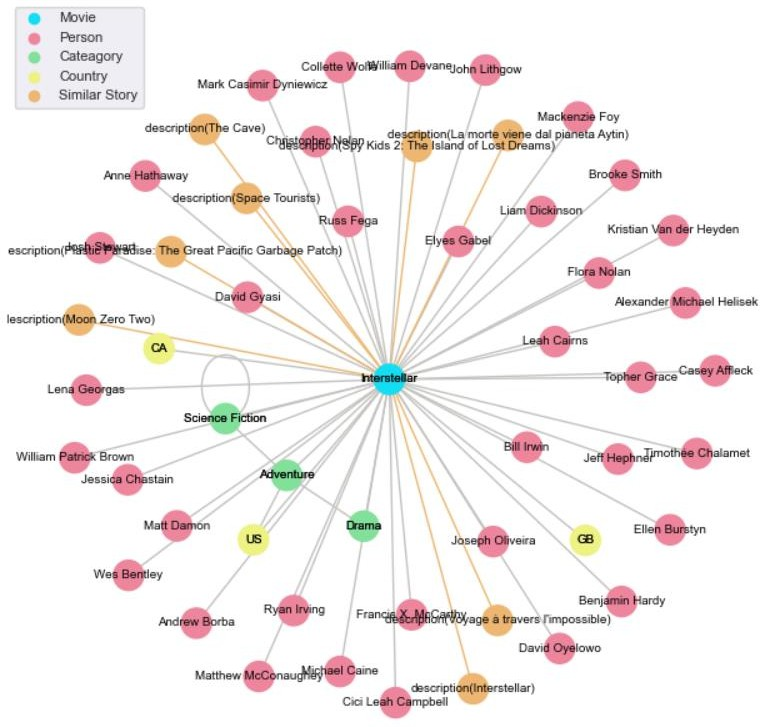 Movie
Person
Cateagory
Country
Similar Story
Collette Wolfe
William Devane
John Lithgow
Mark Casimir Dyniewicz
Mackenzie Foy
description(The Cave)
description(La morte viene dal pianeta Aytin)
Christopher Nolan
description(Spy Kids 2: The Island of Lost Dreams)
Anne Hathaway
Brooke Smith
description(Space Tourists)
Liam Dickinson
Russ Fega
Kristian Van der Heyden
Elyes Gabel
Josh Stewart
escription(Plastic Paradise: The Great Pacific Garbage Patch)
Flora Nolan
David Gyasi
Alexander Michael Helisek
lescription(Moon Zero Two)
Leah Cairns
CA
Casey Affleck
Interstellar
Topher Grace
Lena Georgas
Science Fiction
Bill Irwin
Timothée Chalamet
William Patrick Brown
Jeff Hephner
Jessica Chastain
Adventure
Matt Damon
Drama
Ellen Burstyn
US
Joseph Oliveira
GB
Wes Bentley
Benjamin Hardy
Ryan Irving
Francis X. McCarthy
description(Voyage à travers l'impossible)
Andrew Borba
David Oyelowo
Michael Caine
Matthew McConaughey
description(Interstellar)
Cici Leah Campbell